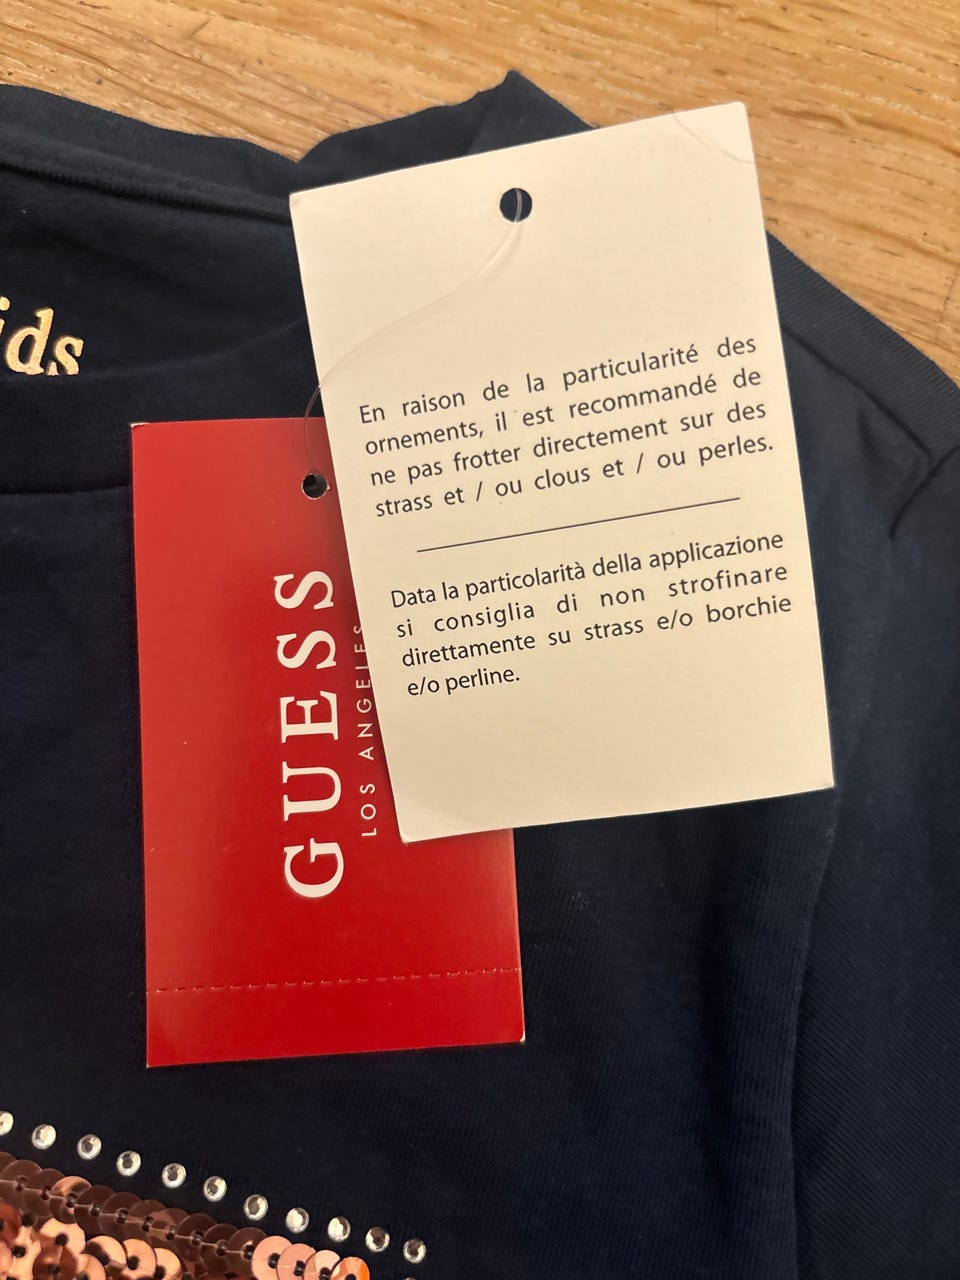 ids
En raison de la particularité des
ornements, il est recommandé de
ne pas frotter directement sur des
strass et / ou clous et / ou perles.
Data la particolarità della applicazione
si consiglia di non strofinare
direttamente su strass e/o borchie
e/o perline.
GUESS
LOS ANGELES